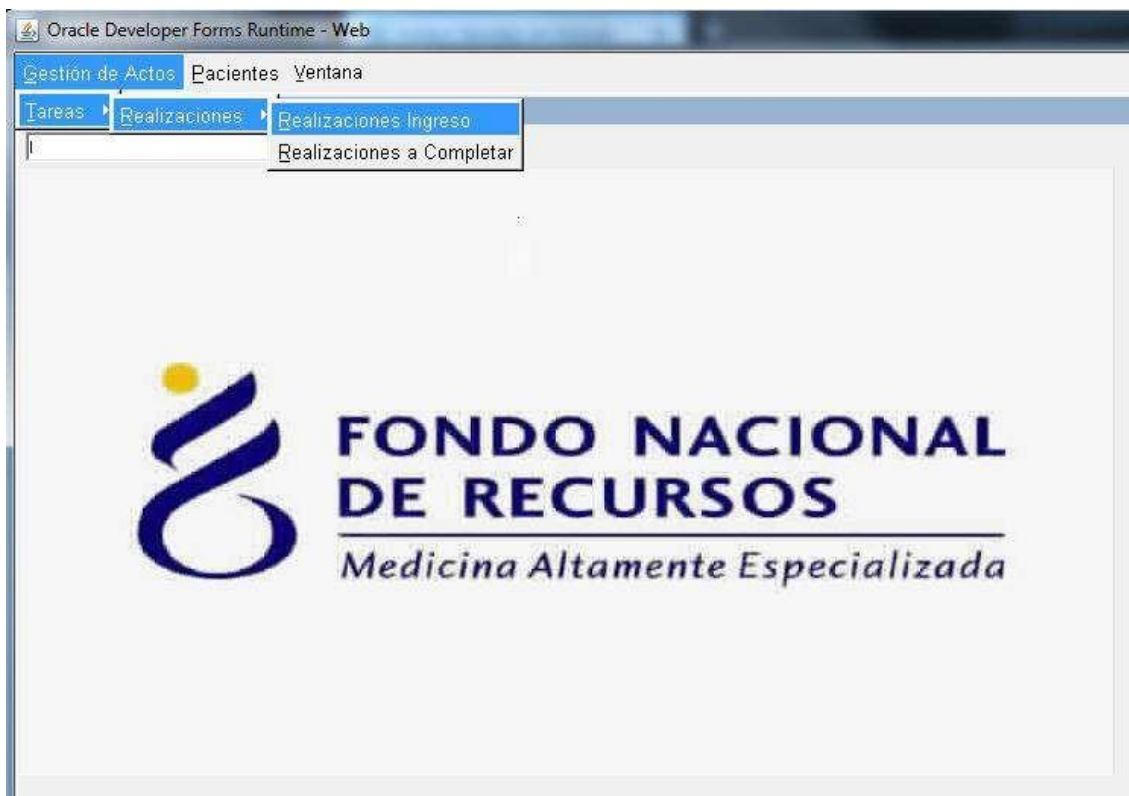 Oracle Developer Forms Runtime - Web
Gestión de Actos Pacientes Ventana
Tareas Realizaciones Realizaciones Ingreso
Realizaciones a Completar
FONDO NACIONAL
DE RECURSOS
Medicina Altamente Especializada